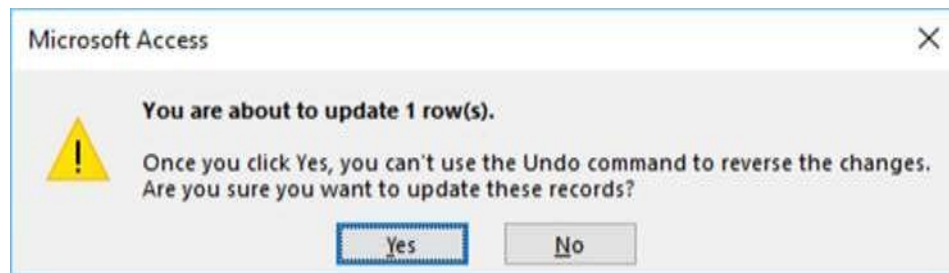 Microsoft Access
You are about to update 1 row(s).
Once you click Yes, you can't use the Undo command to reverse the changes.
Are you sure you want to update these records?
Yes No